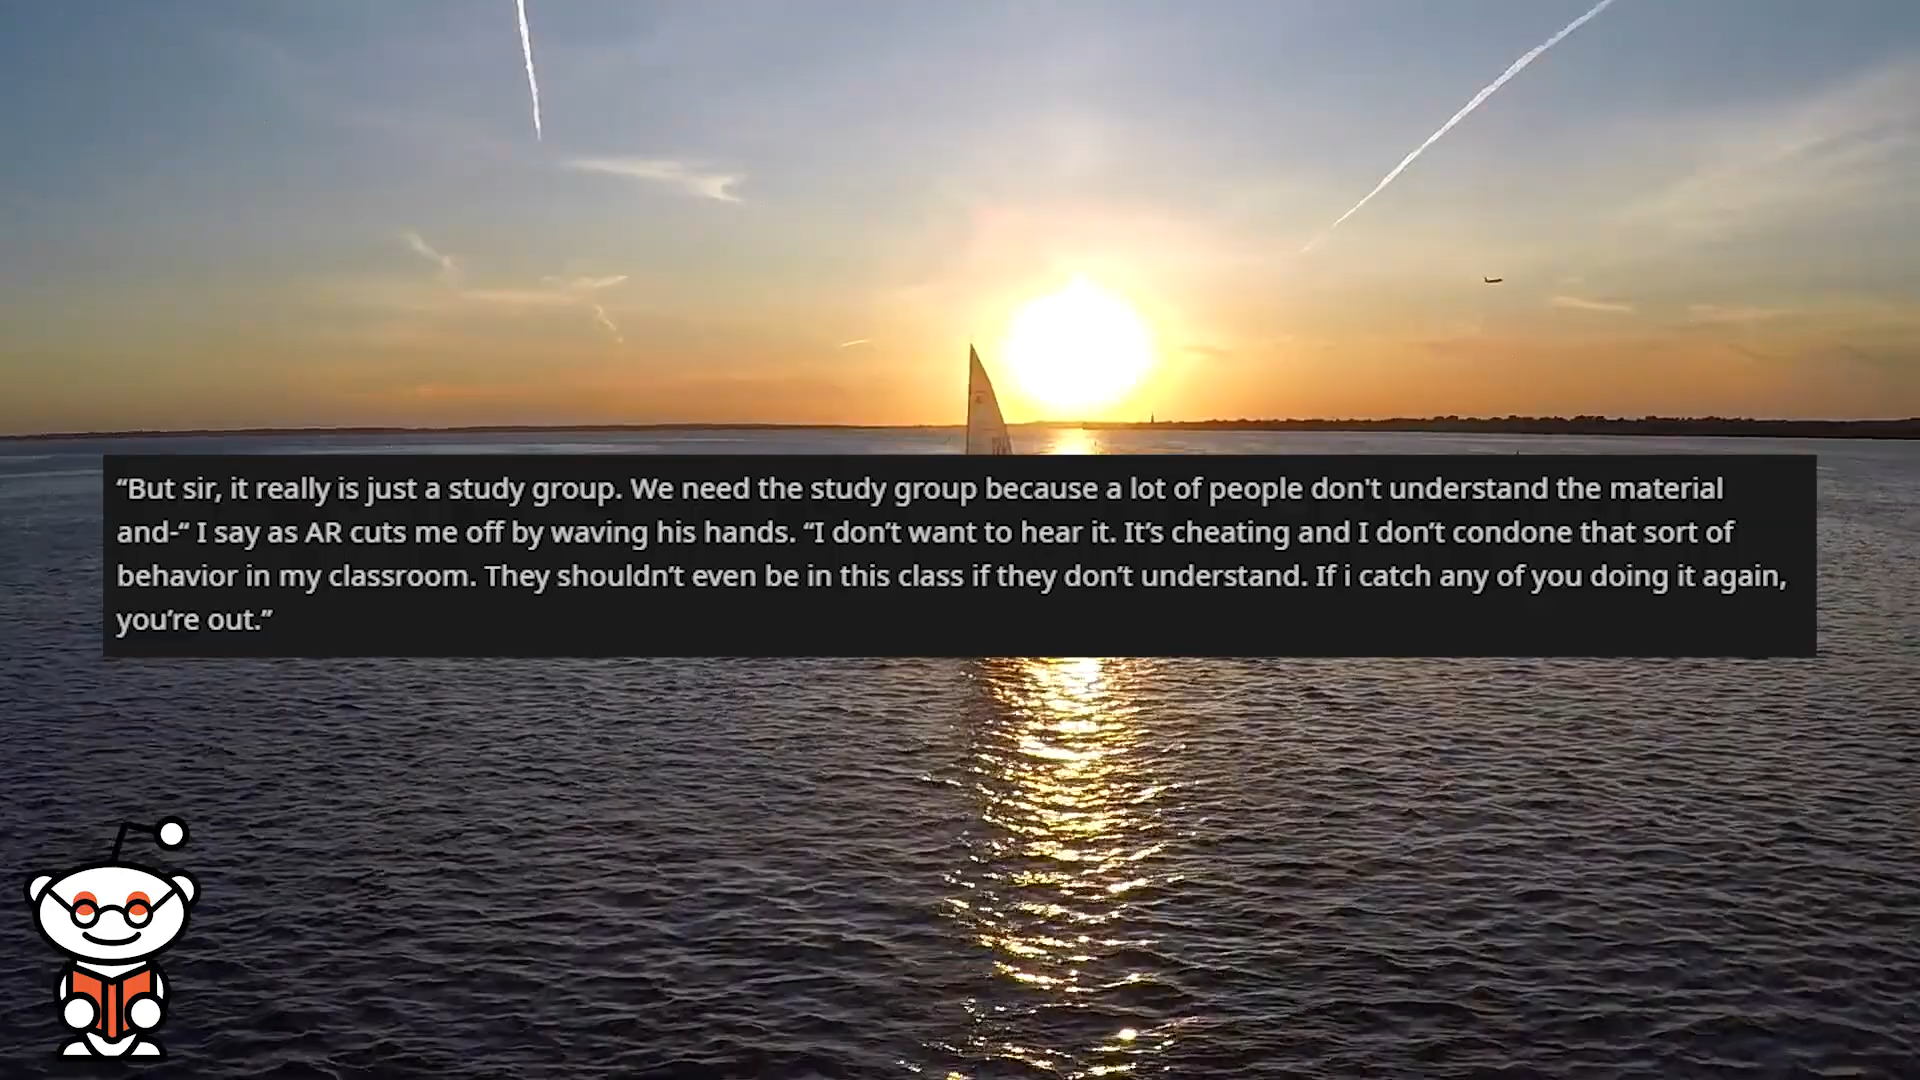 “But sir, it really is just a study group. We need the study group because a lot of people don't understand the material
and-“ I say as AR cuts me off by waving his hands. “I don’t want to hear it. It’s cheating and I don’t condone that sort of
behavior in my classroom. They shouldn’t even be in this class if they don’t understand. If i catch any of you doing it again,
you’re out.”